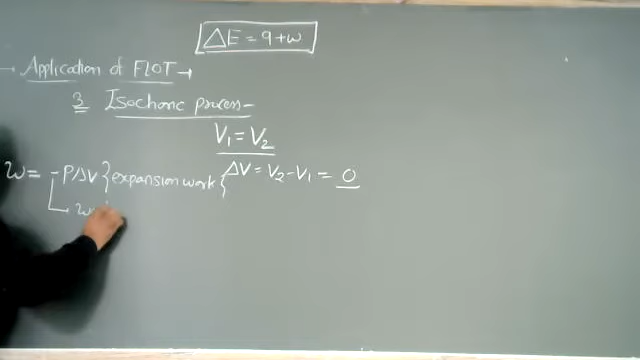 ΔE = q + w
→ Application of FLOT →
3 Isochoric process -
V₁ = V₂
W = - PΔV {expansion work} ΔV = V₂ - V₁ = 0
w